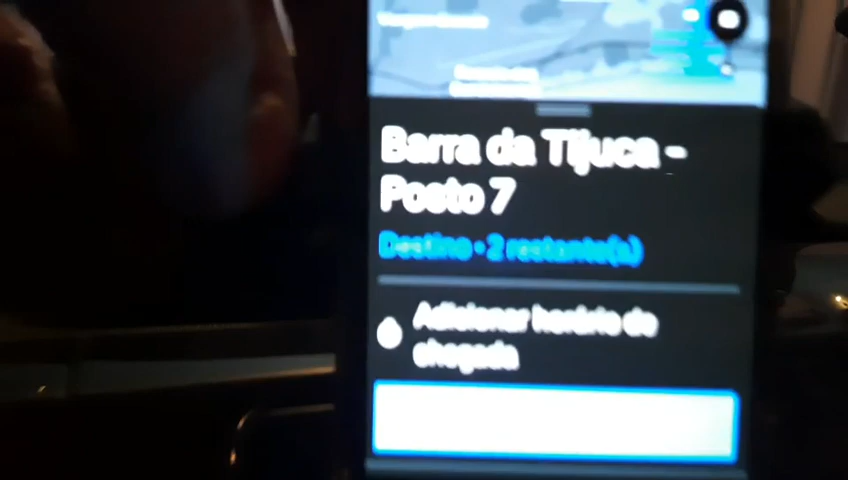 Barra da Tijuca -
Posto 7
Destino • 2 restante(s)
Adicionar horário de
chegada